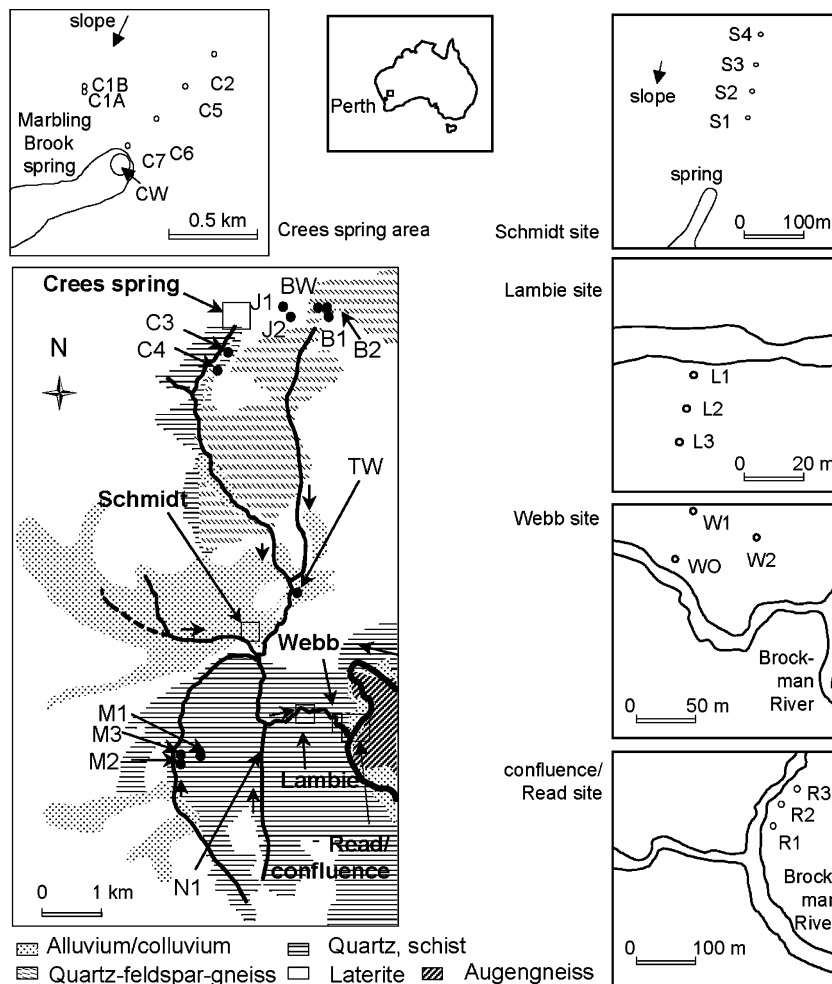 slope
C1B
C1A
C2
C5
Marbling
Brook
spring
C7
C6
CW
0.5 km
Crees spring area
Perth
S4
S3
slope
S2
S1
spring
0 100m
Schmidt site
Crees spring
J1
BW
C3
J2
B1
B2
C4
N
TW
Schmidt
Webb
M1
M3
M2
Lambie
Read/
confluence
N1
0 1 km
Lambie site
L1
L2
L3
0 20 m
Webb site
W1
WO
W2
Brock-
man
River
0 50 m
confluence/
Read site
R3
R2
R1
Brock-
man
River
0 100 m
Alluvium/colluvium
Quartz, schist
Quartz-feldspar-gneiss
Laterite
Augengneiss